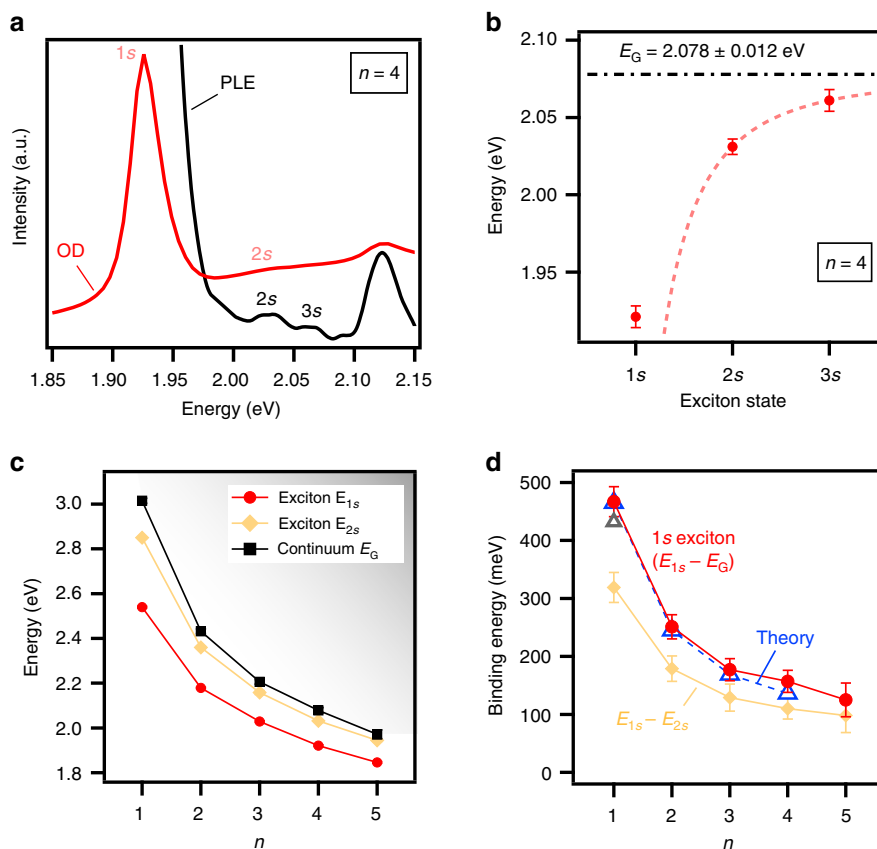 a
1s
PLE
n = 4
OD
2s
2s
3s
Intensity (a.u.)
1.85 1.90 1.95 2.00 2.05 2.10 2.15
Energy (eV)
b
2.10
E_G = 2.078 ± 0.012 eV
2.05
2.00
1.95
Energy (eV)
n = 4
1s 2s 3s
Exciton state
c
Exciton E_1s
Exciton E_2s
Continuum E_G
3.0
2.8
2.6
2.4
2.2
2.0
1.8
Energy (eV)
1 2 3 4 5
n
d
500
400
300
200
100
0
Binding energy (meV)
1s exciton
(E_1s – E_G)
Theory
E_1s – E_2s
1 2 3 4 5
n